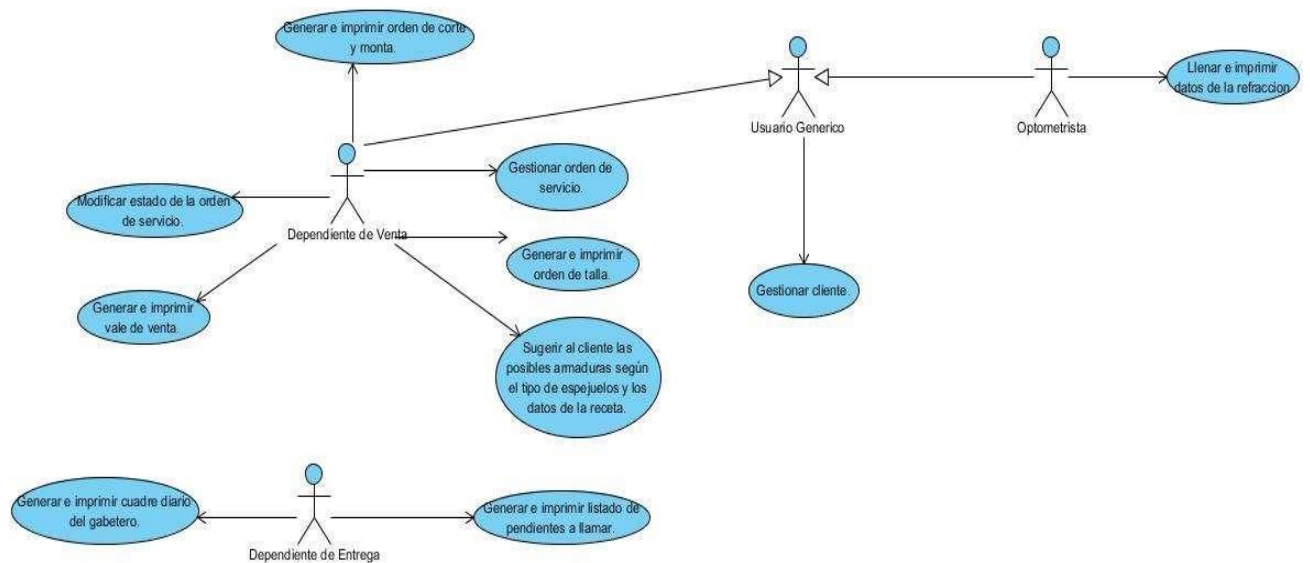 Generar e imprimir orden de corte
y monta.
Llenar e imprimir
datos de la refraccion
Usuario Generico
Optometrista
Gestionar orden de
servicio.
Modificar estado de la orden
de servicio.
Dependiente de Venta
Generar e imprimir
orden de talla.
Gestionar cliente.
Generar e imprimir
vale de venta.
Sugerir al cliente las
posibles armaduras según
el tipo de espejuelos y los
datos de la receta.
Generar e imprimir cuadre diario
del gabetero.
Generar e imprimir listado de
pendientes a llamar.
Dependiente de Entrega